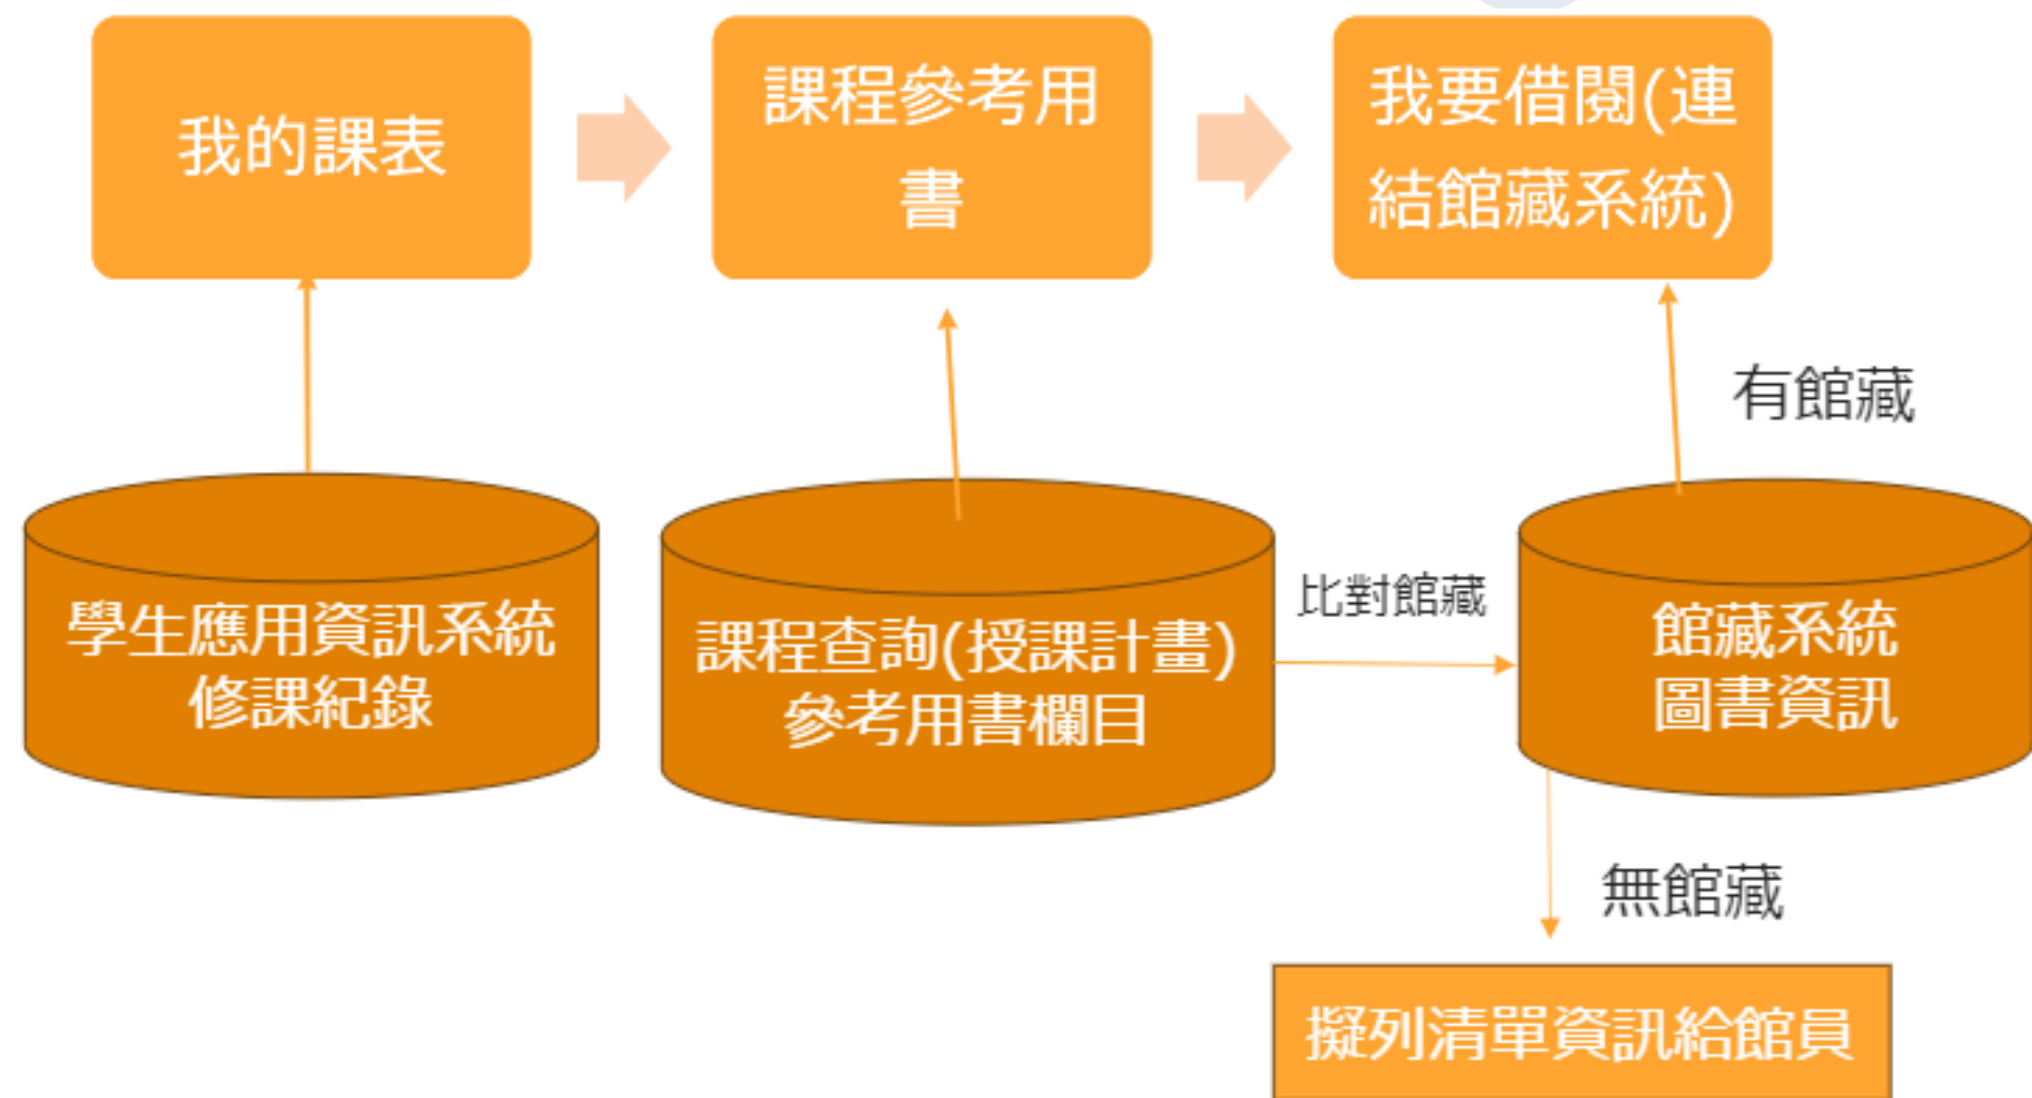 我的課表
課程參考用
書
我要借閱(連
結館藏系統)
有館藏
學生應用資訊系統
修課紀錄
課程查詢(授課計畫)
參考用書欄目
比對館藏
館藏系統
圖書資訊
無館藏
擬列清單資訊給館員